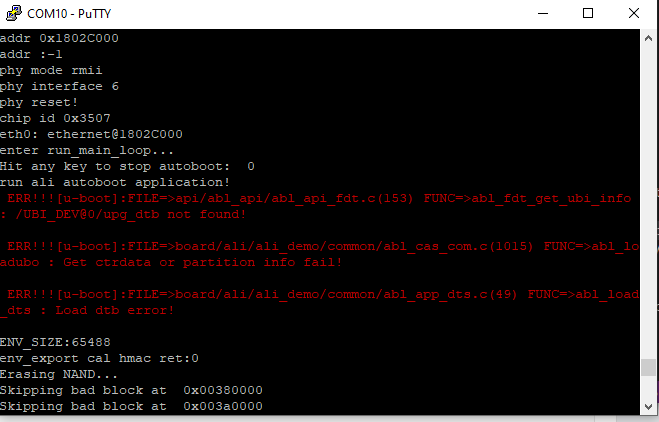 COM10 - PuTTY
addr 0x1802C000
addr :-1
phy mode rmii
phy interface 6
phy reset!
chip id 0x3507
eth0: ethernet@1802C000
enter run_main_loop...
Hit any key to stop autoboot:  0
run ali autoboot application!
 ERR!!![u-boot]:FILE=>api/abl_api/abl_api_fdt.c(153) FUNC=>abl_fdt_get_ubi_info
: /UBI_DEV@0/upg_dtb not found!
 ERR!!![u-boot]:FILE=>board/ali/ali_demo/common/abl_cas_com.c(1015) FUNC=>abl_lo
adubo : Get ctrdata or partition info fail!
 ERR!!![u-boot]:FILE=>board/ali/ali_demo/common/abl_app_dts.c(49) FUNC=>abl_load
_dts : Load dtb error!
ENV_SIZE:65488
env_export cal hmac ret:0
Erasing NAND...
Skipping bad block at  0x00380000
Skipping bad block at  0x003a0000